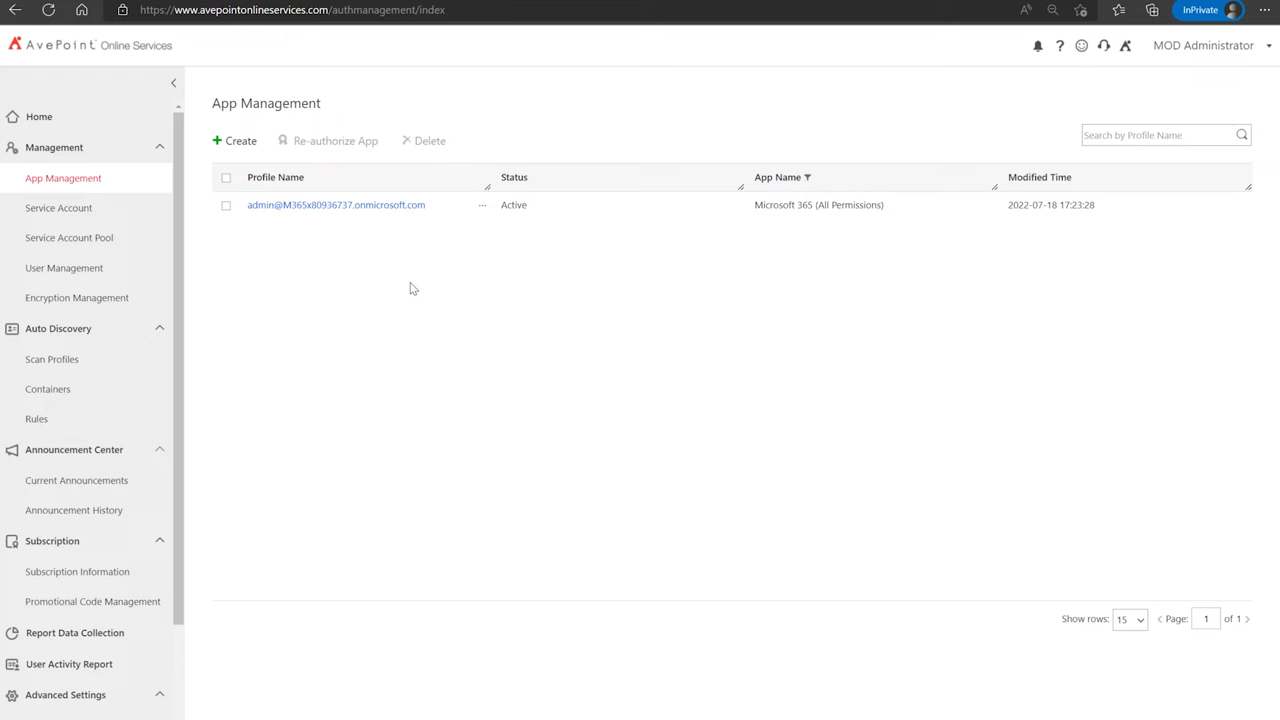 https://www.avepointonlineservices.com/authmanagement/index
InPrivate
AvePoint Online Services
MOD Administrator
Home
Management
App Management
Service Account
Service Account Pool
User Management
Encryption Management
Auto Discovery
Scan Profiles
Containers
Rules
Announcement Center
Current Announcements
Announcement History
Subscription
Subscription Information
Promotional Code Management
Report Data Collection
User Activity Report
Advanced Settings
App Management
+ Create Re-authorize App Delete
Search by Profile Name
Profile Name Status App Name Modified Time
admin@M365x80936737.onmicrosoft.com ... Active Microsoft 365 (All Permissions) 2022-07-18 17:23:28
Show rows: 15 Page: 1 of 1